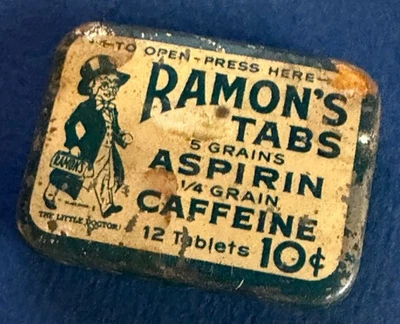 TO OPEN - PRESS HERE
RAMON'S
TABS
5 GRAINS
ASPIRIN
1/4 GRAIN
CAFFEINE
12 Tablets 10¢
RAMON'S
THE LITTLE DOCTOR